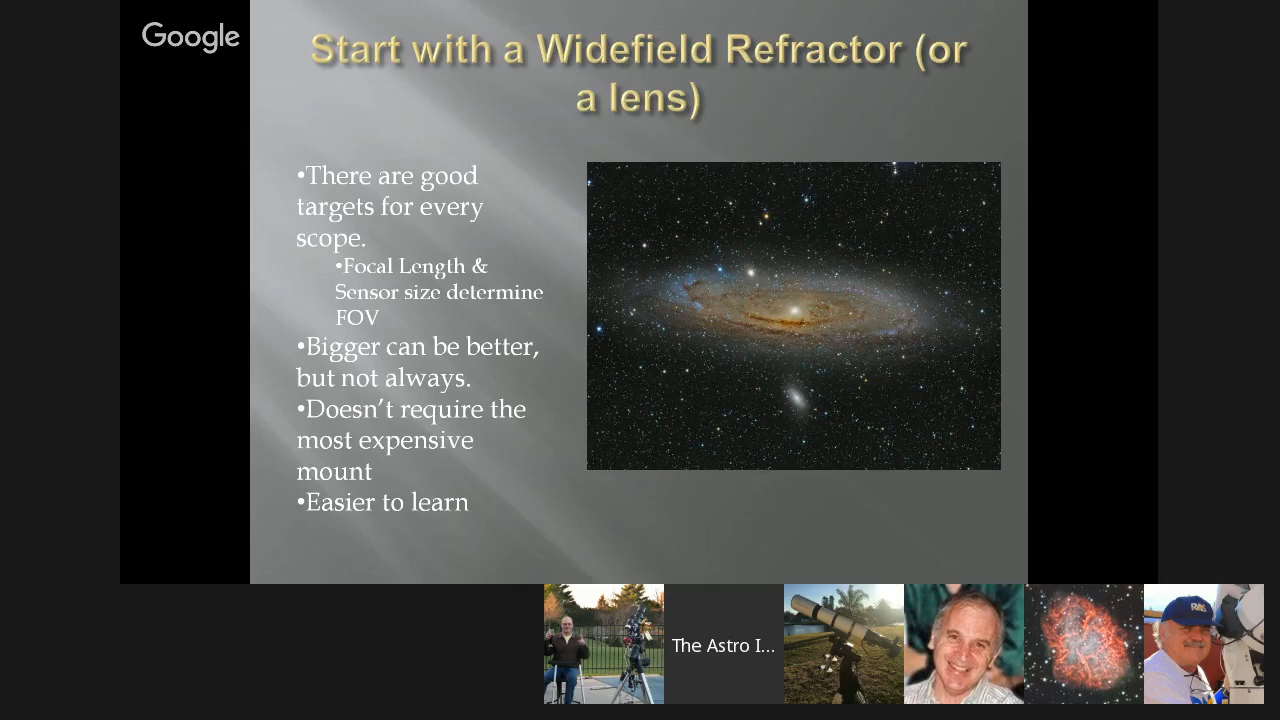 Google
Start with a Widefield Refractor (or
a lens)
•There are good
targets for every
scope.
•Focal Length &
Sensor size determine
FOV
•Bigger can be better,
but not always.
•Doesn’t require the
most expensive
mount
•Easier to learn
The Astro I...